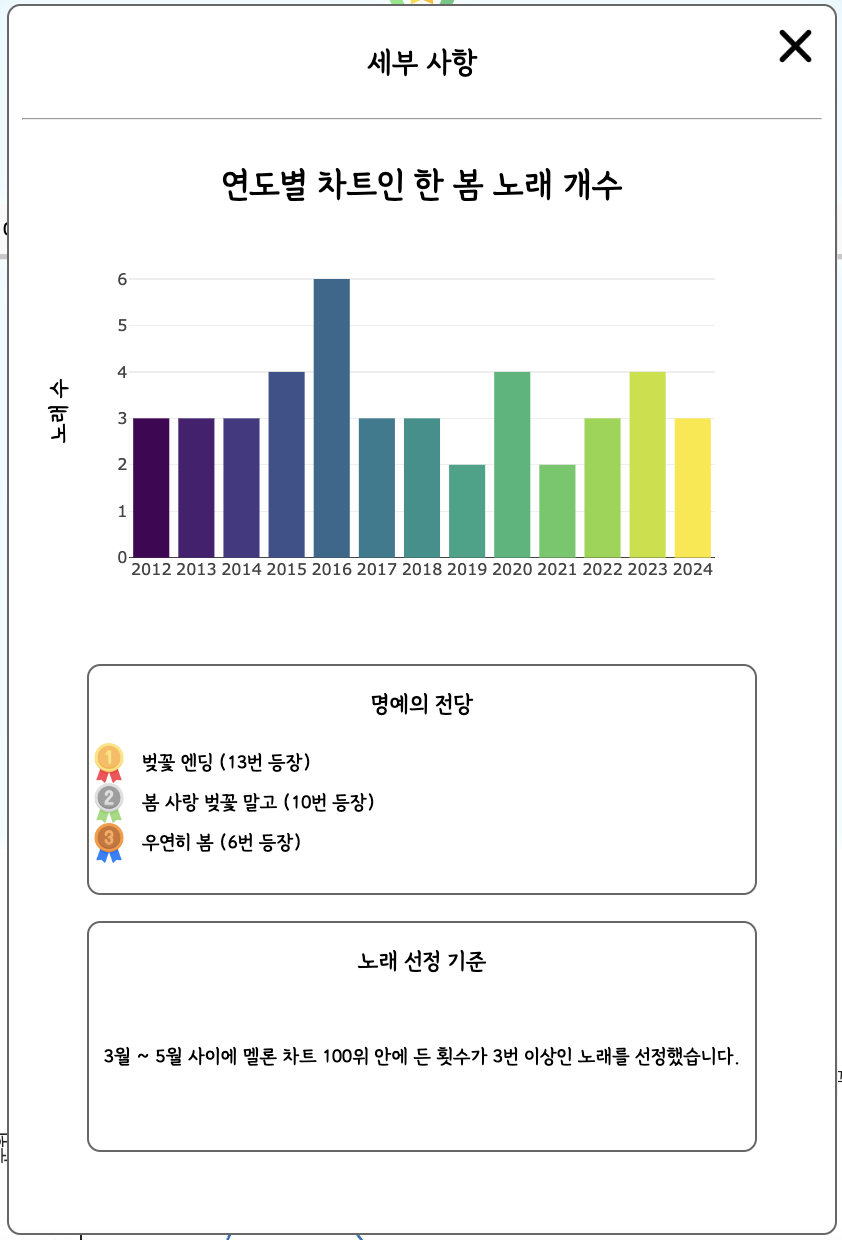 세부 사항
연도별 차트인 한 봄 노래 개수
노래 수
6
5
4
3
2
1
0
2012 2013 2014 2015 2016 2017 2018 2019 2020 2021 2022 2023 2024
명예의 전당
1 벚꽃 엔딩 (13번 등장)
2 봄 사랑 벚꽃 말고 (10번 등장)
3 우연히 봄 (6번 등장)
노래 선정 기준
3월 ~ 5월 사이에 멜론 차트 100위 안에 든 횟수가 3번 이상인 노래를 선정했습니다.